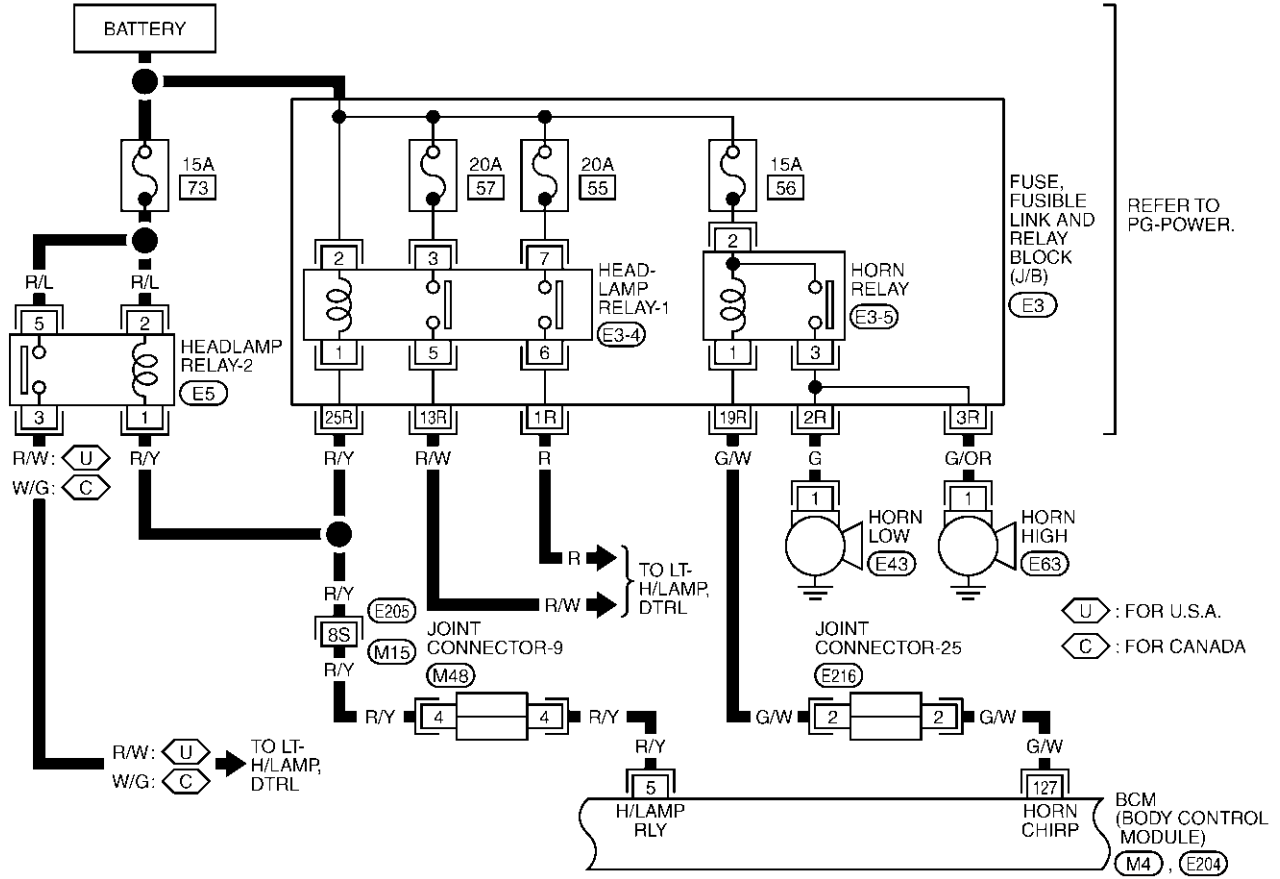 BATTERY
15A
73
20A
57
20A
55
15A
56
FUSE,
FUSIBLE
LINK AND
RELAY
BLOCK
(J/B)
E3
REFER TO
PG-POWER.
R/L
R/L
5
2
HEADLAMP
RELAY-2
E5
3
1
2
3
7
HEAD-
LAMP
RELAY-1
E3-4
1
5
6
2
HORN
RELAY
E3-5
1
3
25R
13R
1R
19R
2R
3R
R/W: U
W/G: C
R/Y
R/Y
R/W
R
G/W
G
G/OR
1
HORN
LOW
E43
1
HORN
HIGH
E63
R
R/W
TO LT-
H/LAMP,
DTRL
R/Y
8S
E205
M15
R/Y
JOINT
CONNECTOR-9
M48
R/Y
4
4
R/Y
R/Y
JOINT
CONNECTOR-25
E216
G/W
2
2
G/W
G/W
U : FOR U.S.A.
C : FOR CANADA
R/W: U
W/G: C
TO LT-
H/LAMP,
DTRL
5
H/LAMP
RLY
127
HORN
CHIRP
BCM
(BODY CONTROL
MODULE)
M4 , E204